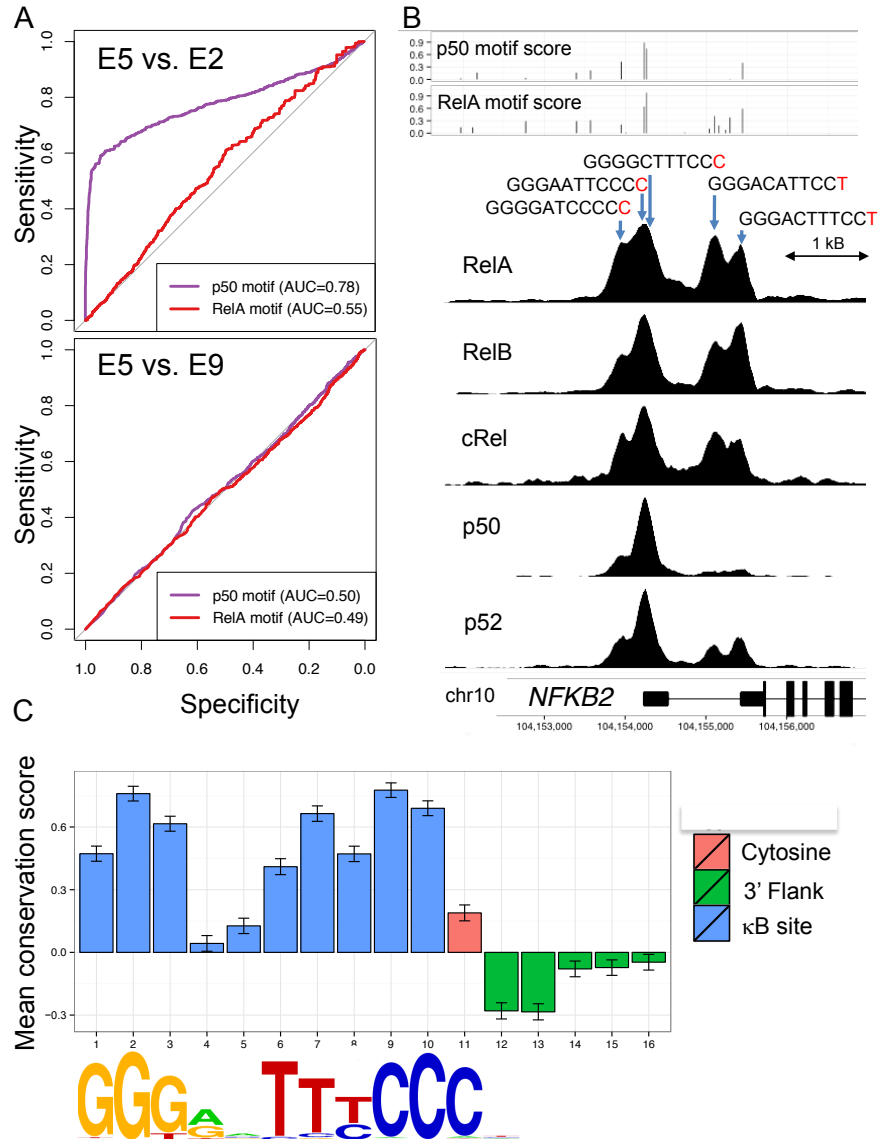 A
E5 vs. E2
Sensitivity
0.0 0.2 0.4 0.6 0.8 1.0
p50 motif (AUC=0.78)
RelA motif (AUC=0.55)
E5 vs. E9
Sensitivity
0.0 0.2 0.4 0.6 0.8 1.0
p50 motif (AUC=0.50)
RelA motif (AUC=0.49)
1.0 0.8 0.6 0.4 0.2 0.0
Specificity
B
p50 motif score
0.9
0.6
0.3
0.0
RelA motif score
0.9
0.6
0.3
0.0
GGGGCTTTCCC
GGGAATTCCCC
GGGGATCCCCC
GGGACATTCCT
GGGACTTTCCT
1 kB
RelA
RelB
cRel
p50
p52
chr10
NFKB2
104,153,000 104,154,000 104,155,000 104,156,000
C
Mean conservation score
0.6
0.3
0.0
−0.3
1 2 3 4 5 6 7 8 9 10 11 12 13 14 15 16
Cytosine
3' Flank
κB site